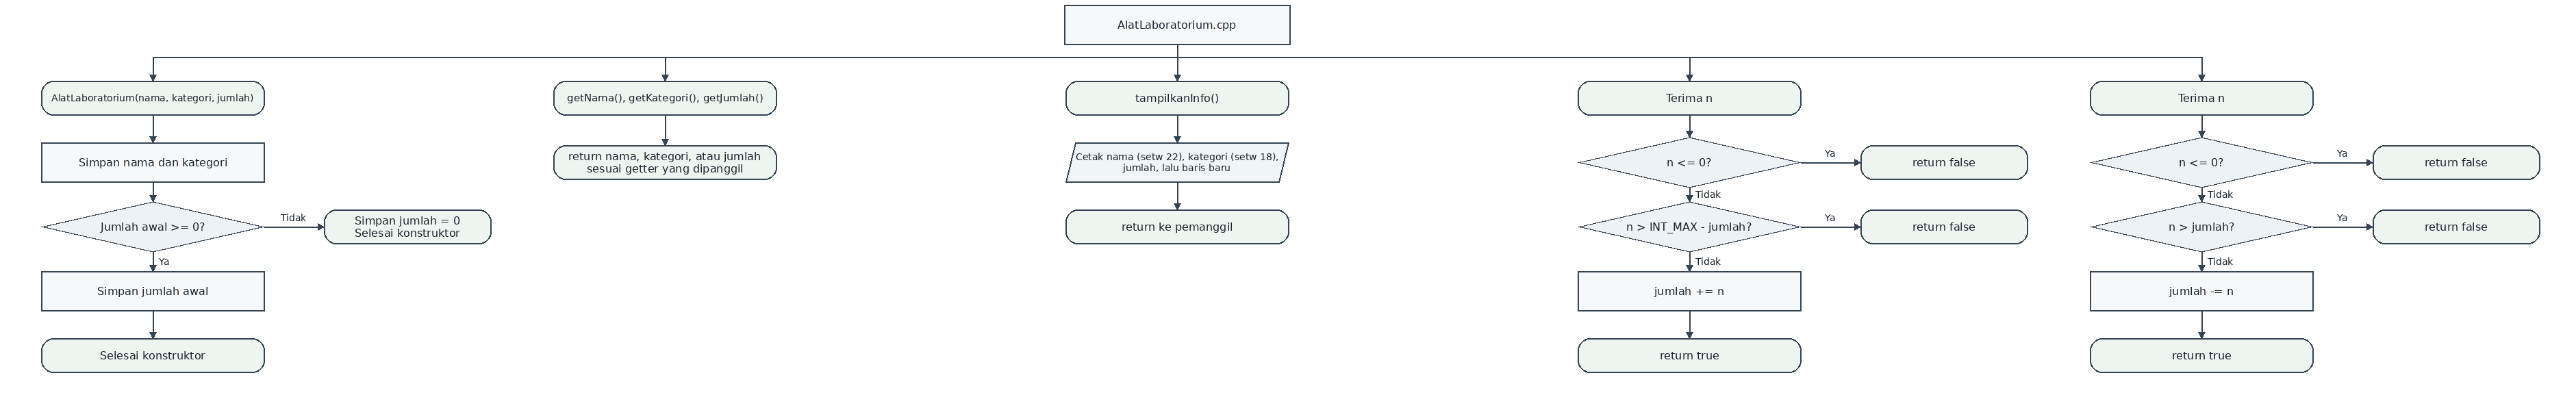 AlatLaboratorium.cpp
AlatLaboratorium(nama, kategori, jumlah)
Simpan nama dan kategori
Jumlah awal >= 0?
Tidak
Simpan jumlah = 0
Selesai konstruktor
Ya
Simpan jumlah awal
Selesai konstruktor
getNama(), getKategori(), getJumlah()
return nama, kategori, atau jumlah
sesuai getter yang dipanggil
tampilkanInfo()
Cetak nama (setw 22), kategori (setw 18),
jumlah, lalu baris baru
return ke pemanggil
Terima n
n <= 0?
Ya
return false
Tidak
n > INT_MAX - jumlah?
Ya
return false
Tidak
jumlah += n
return true
Terima n
n <= 0?
Ya
return false
Tidak
n > jumlah?
Ya
return false
Tidak
jumlah -= n
return true